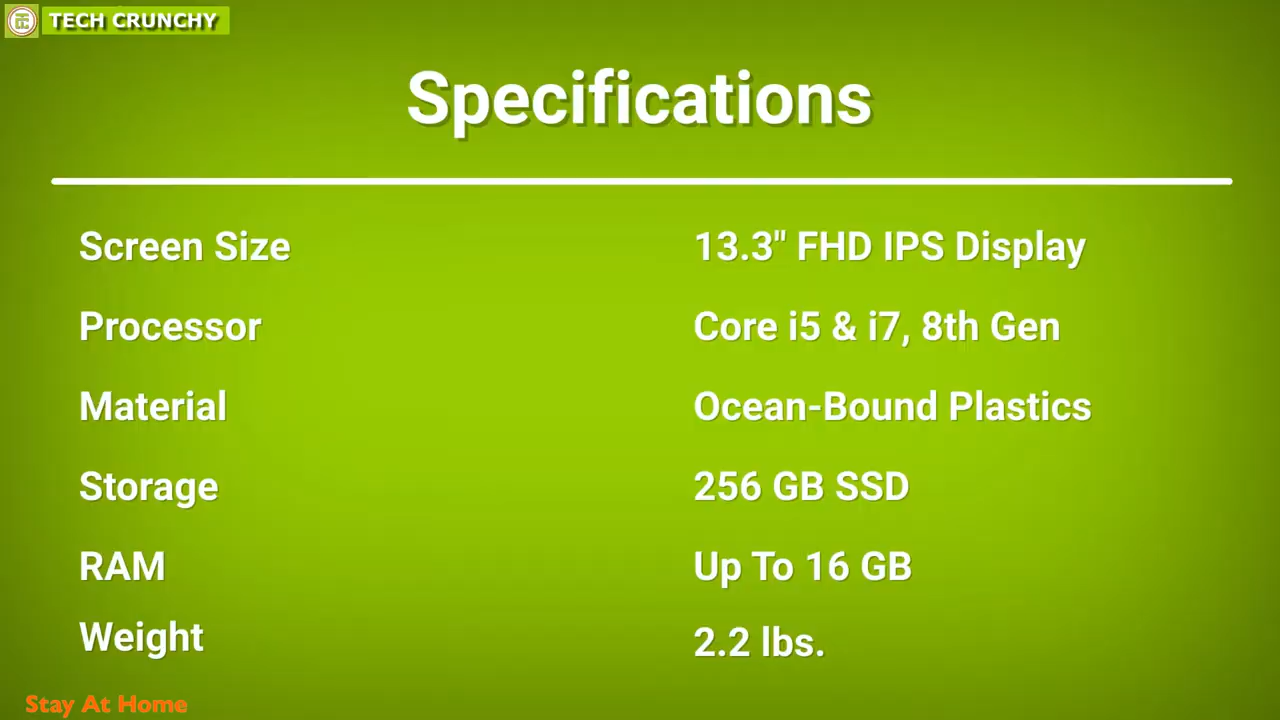 TECH CRUNCHY
Specifications
Screen Size 13.3" FHD IPS Display
Processor Core i5 & i7, 8th Gen
Material Ocean-Bound Plastics
Storage 256 GB SSD
RAM Up To 16 GB
Weight 2.2 lbs.
Stay At Home